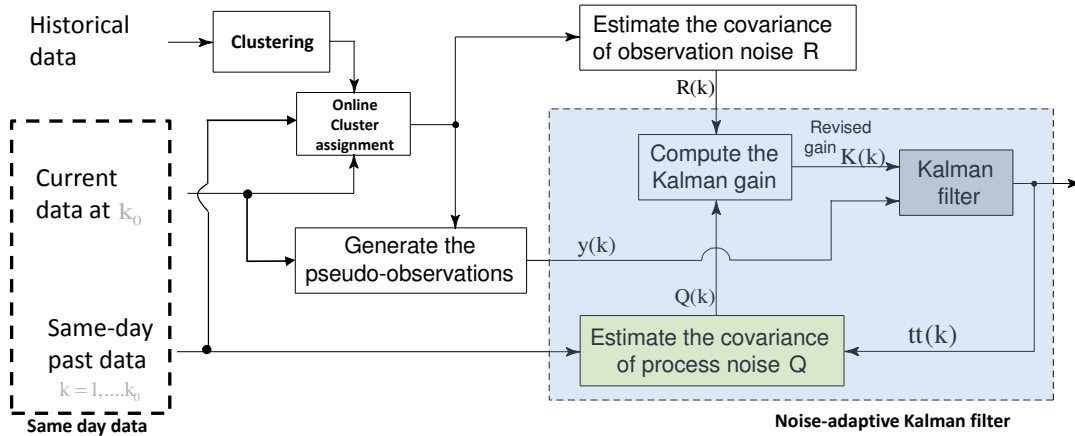 Historical
data
Clustering
Estimate the covariance
of observation noise R
R(k)
Online
Cluster
assignment
Current
data at k₀
Compute the
Kalman gain
Revised
gain K(k)
Kalman
filter
Generate the
pseudo-observations
y(k)
Q(k)
Same-day
past data
k = 1,....k₀
Estimate the covariance
of process noise Q
tt(k)
Same day data
Noise-adaptive Kalman filter